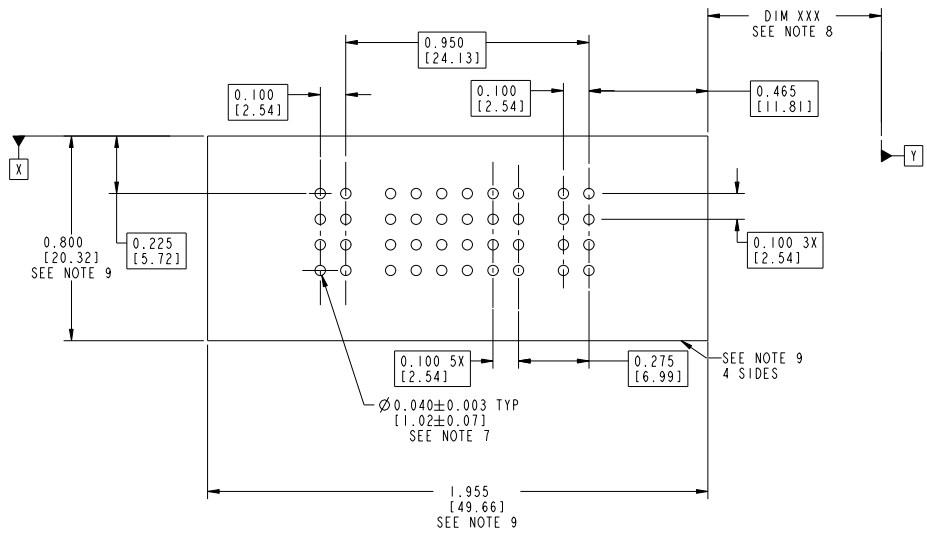 DIM XXX
SEE NOTE 8
0.950
[24.13]
0.100
[2.54]
0.100
[2.54]
0.465
[11.81]
X
Y
0.800
[20.32]
SEE NOTE 9
0.225
[5.72]
0.100 3X
[2.54]
0.100 5X
[2.54]
0.275
[6.99]
SEE NOTE 9
4 SIDES
Ø0.040±0.003 TYP
[1.02±0.07]
SEE NOTE 7
1.955
[49.66]
SEE NOTE 9